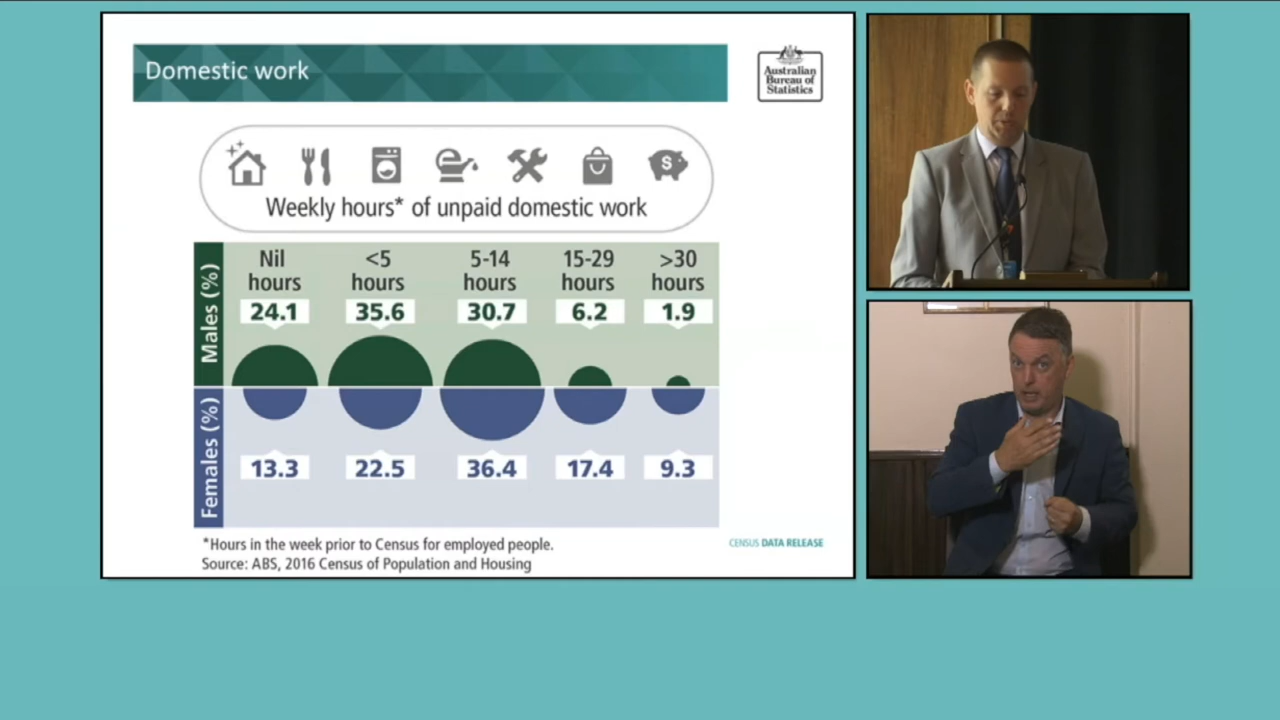 Domestic work
Australian
Bureau of
Statistics
S
Weekly hours* of unpaid domestic work
Males (%)
Nil hours
<5 hours
5-14 hours
15-29 hours
>30 hours
24.1 35.6 30.7 6.2 1.9
Females (%)
13.3 22.5 36.4 17.4 9.3
*Hours in the week prior to Census for employed people.
Source: ABS, 2016 Census of Population and Housing
CENSUS DATA RELEASE